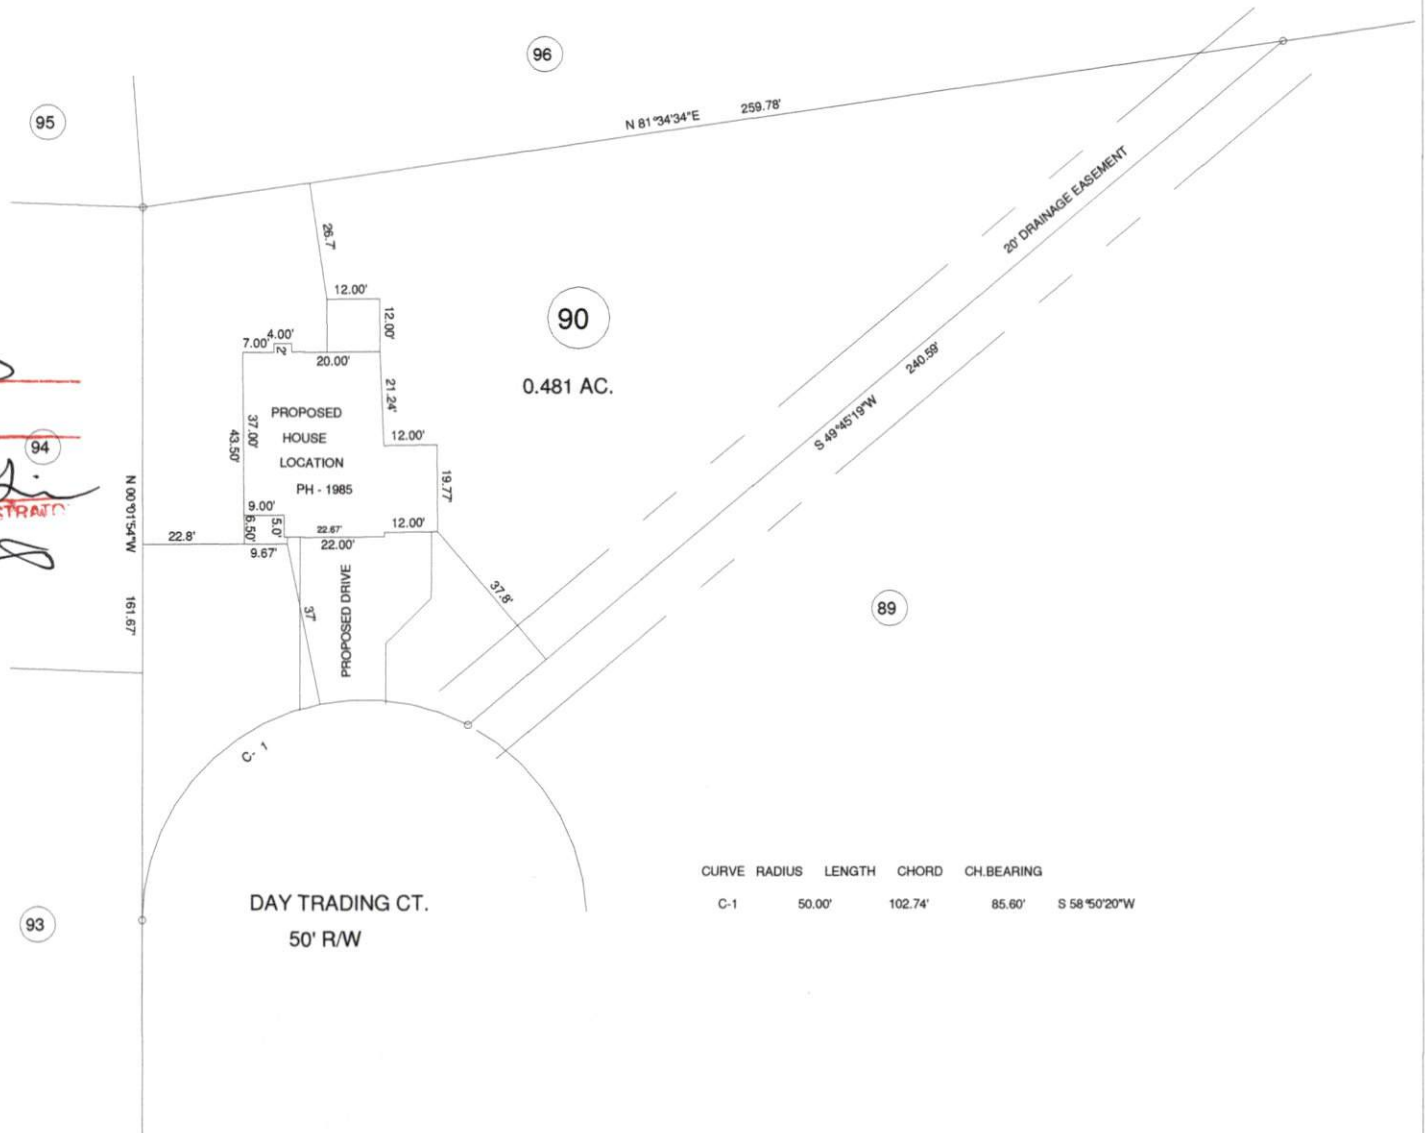 96
95
N 81°34'34"E 259.78'
20' DRAINAGE EASEMENT
26.7'
12.00'
12.00'
90
4.00'
7.00'
2'
20.00'
240.59'
S 49°45'19"W
0.481 AC.
21.24'
PROPOSED
HOUSE
LOCATION
PH - 1985
37.00'
43.50'
12.00'
94
19.77'
N 00°01'54"W 161.67'
9.00'
6.50'
5.0'
22.67'
12.00'
22.8'
9.67'
22.00'
37'
PROPOSED DRIVE
37.8'
89
C- 1
CURVE RADIUS LENGTH CHORD CH.BEARING
C-1 50.00' 102.74' 85.60' S 58°50'20"W
DAY TRADING CT.
50' R/W
93